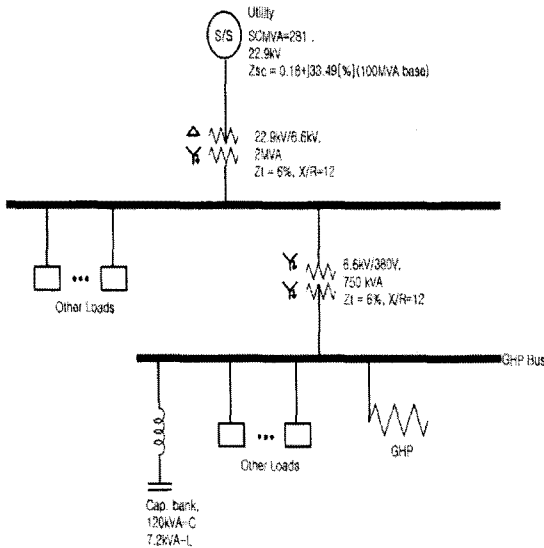 Utility
S/S
SCMVA=281 .
22.9kV
Zsc = 0.18+j33.49[%](100MVA base)
22.9kV/6.6kV,
2MVA
Zt = 6%, X/R=12
6.6kV/380V,
750 kVA
Zt = 6%, X/R=12
Other Loads
GHP Bus
Other Loads
GHP
Cap. bank,
120kVA-C
7.2kVA-L